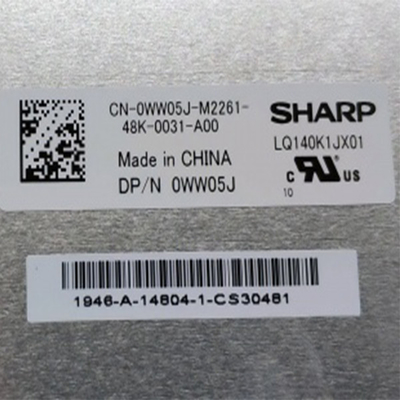 CN-0WW05J-M2261-
48K-0031-A00
Made in CHINA
DP/N 0WW05J
SHARP
LQ140K1JX01
C RU US
10
1946-A-14804-1-CS30481